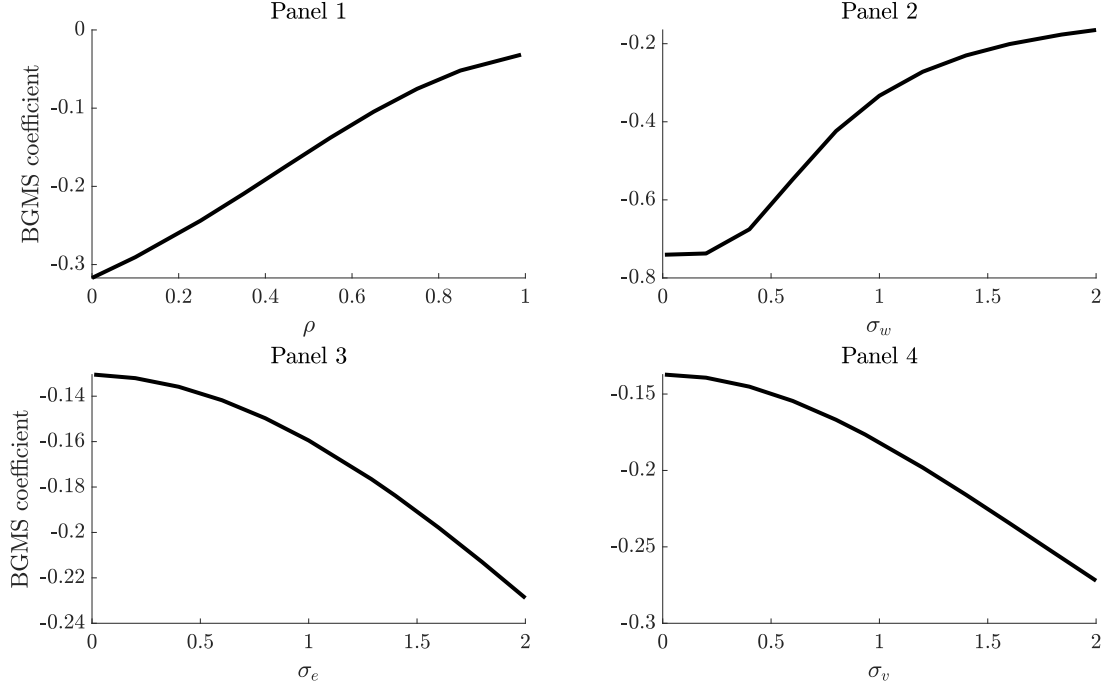 Panel 1
0
-0.1
-0.2
-0.3
BGMS coefficient
0 0.2 0.4 0.6 0.8 1
ρ
Panel 2
-0.2
-0.4
-0.6
-0.8
0 0.5 1 1.5 2
σ_w
Panel 3
-0.14
-0.16
-0.18
-0.2
-0.22
-0.24
BGMS coefficient
0 0.5 1 1.5 2
σ_e
Panel 4
-0.15
-0.2
-0.25
-0.3
0 0.5 1 1.5 2
σ_v